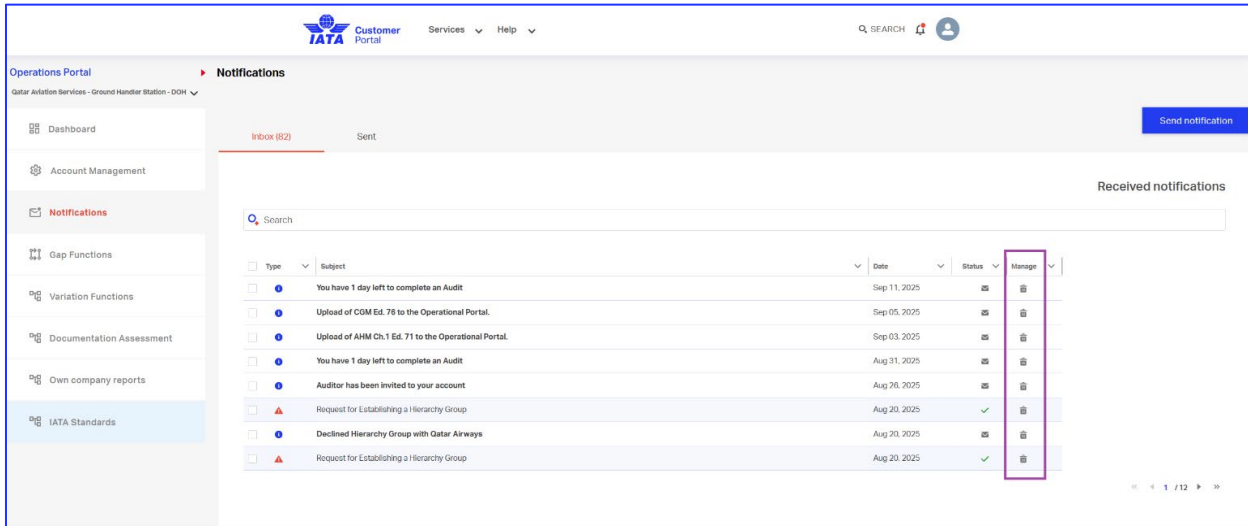 IATA Customer Portal
Services Help
SEARCH
Operations Portal
Qatar Aviation Services - Ground Handler Station - DOH
Notifications
Dashboard
Account Management
Notifications
Gap Functions
Variation Functions
Documentation Assessment
Own company reports
IATA Standards
Send notification
Inbox (82) Sent
Received notifications
Search
Type Subject Date Status Manage
You have 1 day left to complete an Audit Sep 11, 2025
Upload of CGM Ed. 76 to the Operational Portal. Sep 05, 2025
Upload of AHM Ch.1 Ed. 71 to the Operational Portal. Sep 03, 2025
You have 1 day left to complete an Audit Aug 31, 2025
Auditor has been invited to your account Aug 26, 2025
Request for Establishing a Hierarchy Group Aug 20, 2025
Declined Hierarchy Group with Qatar Airways Aug 20, 2025
Request for Establishing a Hierarchy Group Aug 20, 2025
1 / 12